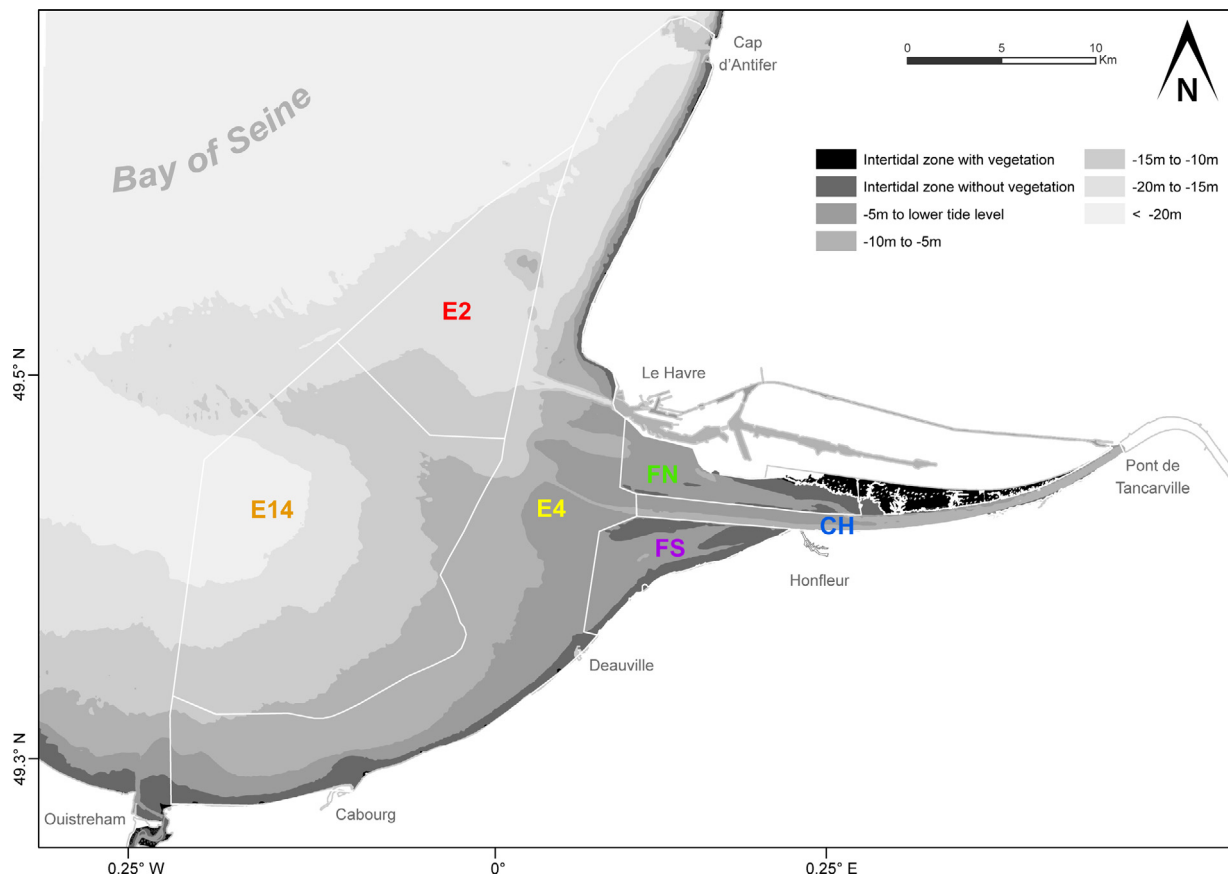 Cap
d'Antifer
0
5
10
Km
N
Bay of Seine
Intertidal zone with vegetation
Intertidal zone without vegetation
-5m to lower tide level
-10m to -5m
-15m to -10m
-20m to -15m
< -20m
E2
49.5° N
Le Havre
FN
Pont de
Tancarville
E14
E4
CH
FS
Honfleur
Deauville
49.3° N
Ouistreham
Cabourg
0.25° W
0°
0.25° E